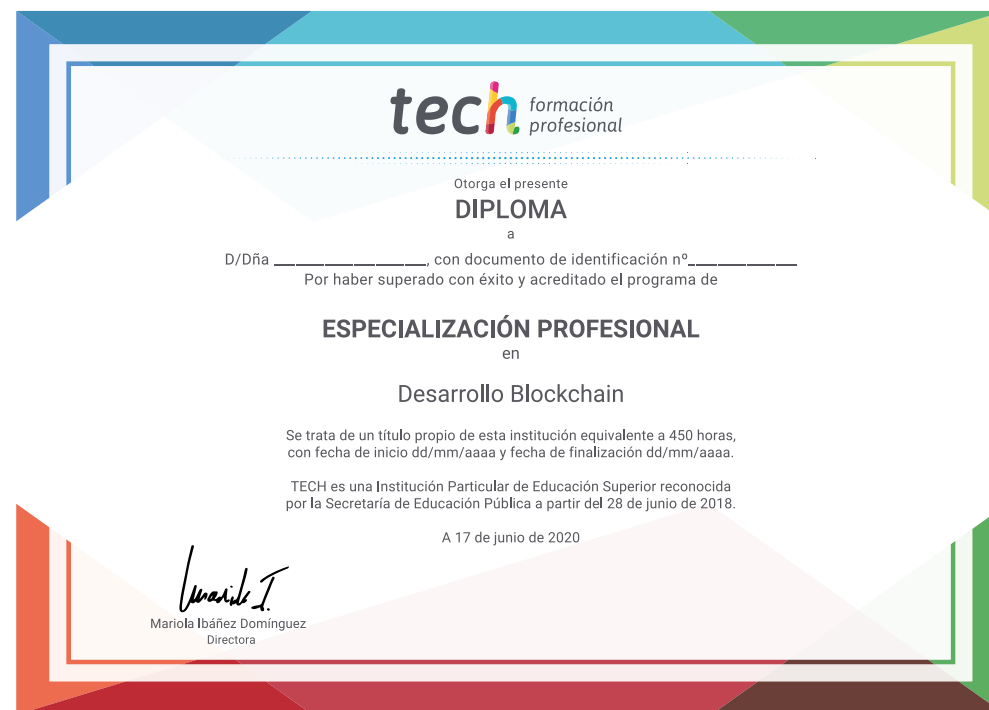 tech formación
profesional
Otorga el presente
DIPLOMA
a
D/Dña ______________, con documento de identificación nº__________
Por haber superado con éxito y acreditado el programa de
ESPECIALIZACIÓN PROFESIONAL
en
Desarrollo Blockchain
Se trata de un título propio de esta institución equivalente a 450 horas,
con fecha de inicio dd/mm/aaaa y fecha de finalización dd/mm/aaaa.
TECH es una Institución Particular de Educación Superior reconocida
por la Secretaría de Educación Pública a partir del 28 de junio de 2018.
A 17 de junio de 2020
Mariola Ibáñez Domínguez
Directora